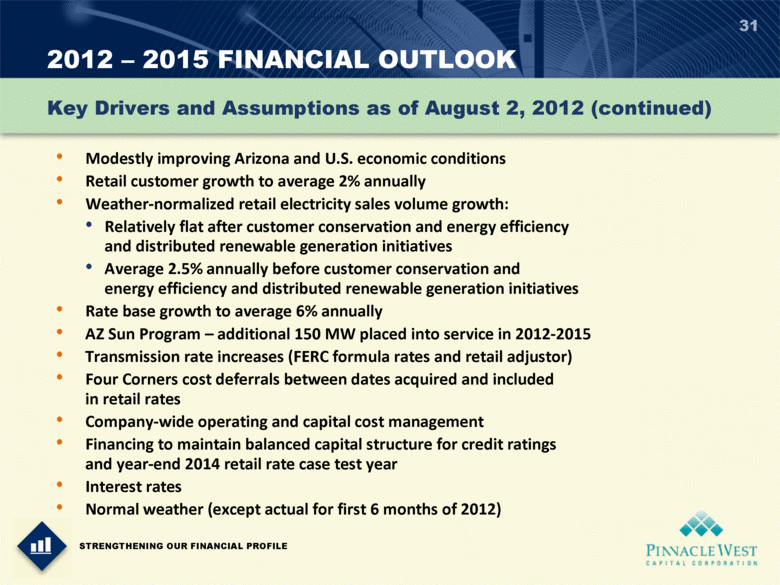 31
2012 – 2015 FINANCIAL OUTLOOK
Key Drivers and Assumptions as of August 2, 2012 (continued)
• Modestly improving Arizona and U.S. economic conditions
• Retail customer growth to average 2% annually
• Weather-normalized retail electricity sales volume growth:
• Relatively flat after customer conservation and energy efficiency
and distributed renewable generation initiatives
• Average 2.5% annually before customer conservation and
energy efficiency and distributed renewable generation initiatives
• Rate base growth to average 6% annually
• AZ Sun Program – additional 150 MW placed into service in 2012-2015
• Transmission rate increases (FERC formula rates and retail adjustor)
• Four Corners cost deferrals between dates acquired and included
in retail rates
• Company-wide operating and capital cost management
• Financing to maintain balanced capital structure for credit ratings
and year-end 2014 retail rate case test year
• Interest rates
• Normal weather (except actual for first 6 months of 2012)
STRENGTHENING OUR FINANCIAL PROFILE
PINNACLE WEST
CAPITAL CORPORATION